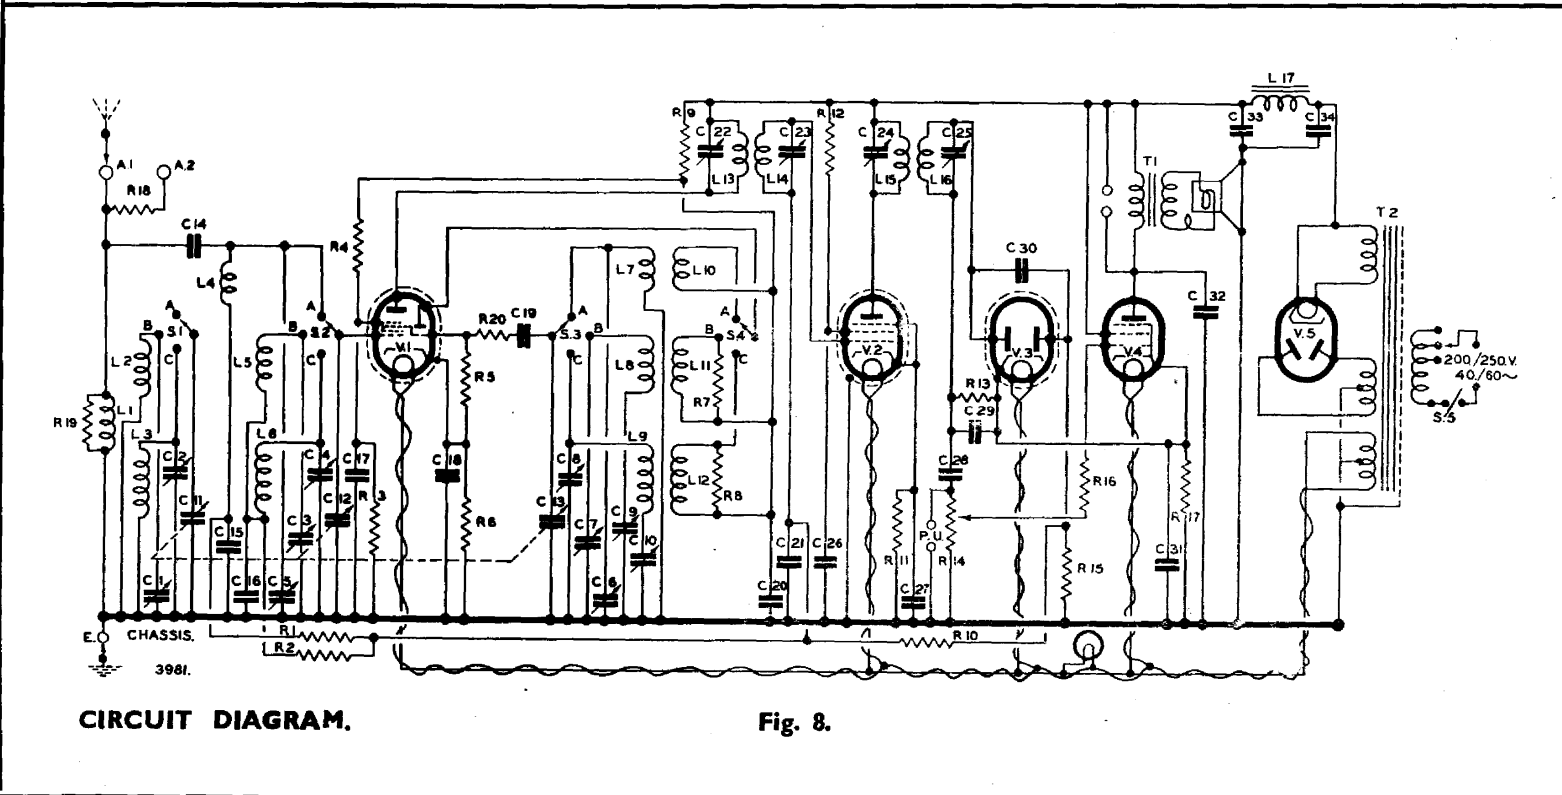 L 17
R 9
R 12
C 22
C 23
C 24
C 25
C 33
C 34
A.1
A.2
R 18
L 13
L 14
L 15
L 16
T 1
T 2
C 14
R 4
L 4
L 7
L 10
C 30
C 32
A
B
S.1
C
A
B
S.2
C
V.1
R 20
C 19
A
B
S.3
C
A
B
S.4
C
V.2
V.3
V.4
V.5
L 2
L 5
R 5
L 8
L 11
R 7
R 13
C 29
200/250.V.
40/60~
S.5
R 19
L 1
L 3
L 6
L 9
L 12
R 8
C 2
C 4
C 17
C 18
C 8
C 28
R 16
C 11
C 12
R 3
C 3
R 6
C 13
C 7
C 9
C 10
P.U.
R 17
C 15
C 21
C 26
R 11
R 14
R 15
C 31
C 1
C 16
C 5
C 6
C 20
C 27
E.
CHASSIS.
R 1
R 2
R 10
3981.
CIRCUIT DIAGRAM.
Fig. 8.